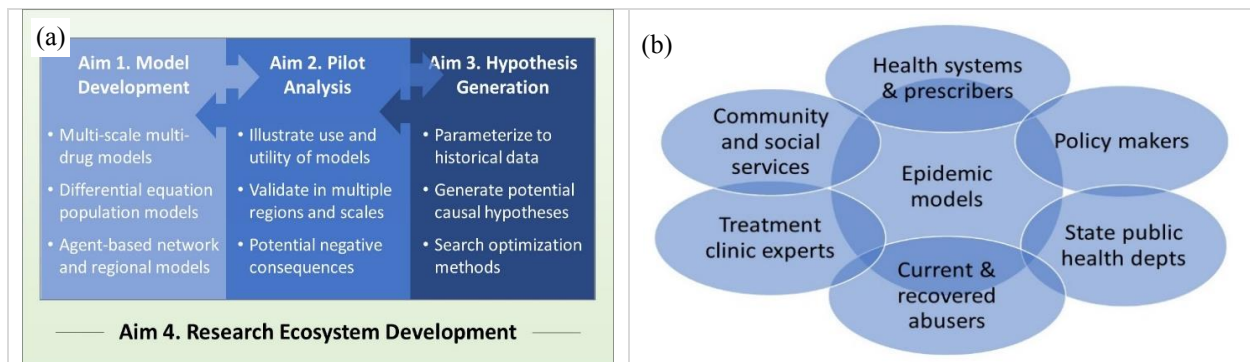 (a)
Aim 1. Model
Development
• Multi-scale multi-
drug models
• Differential equation
population models
• Agent-based network
and regional models
Aim 2. Pilot
Analysis
• Illustrate use and
utility of models
• Validate in multiple
regions and scales
• Potential negative
consequences
Aim 3. Hypothesis
Generation
• Parameterize to
historical data
• Generate potential
causal hypotheses
• Search optimization
methods
Aim 4. Research Ecosystem Development
(b)
Health systems
& prescribers
Community
and social
services
Policy makers
Epidemic
models
Treatment
clinic experts
State public
health depts
Current &
recovered
abusers